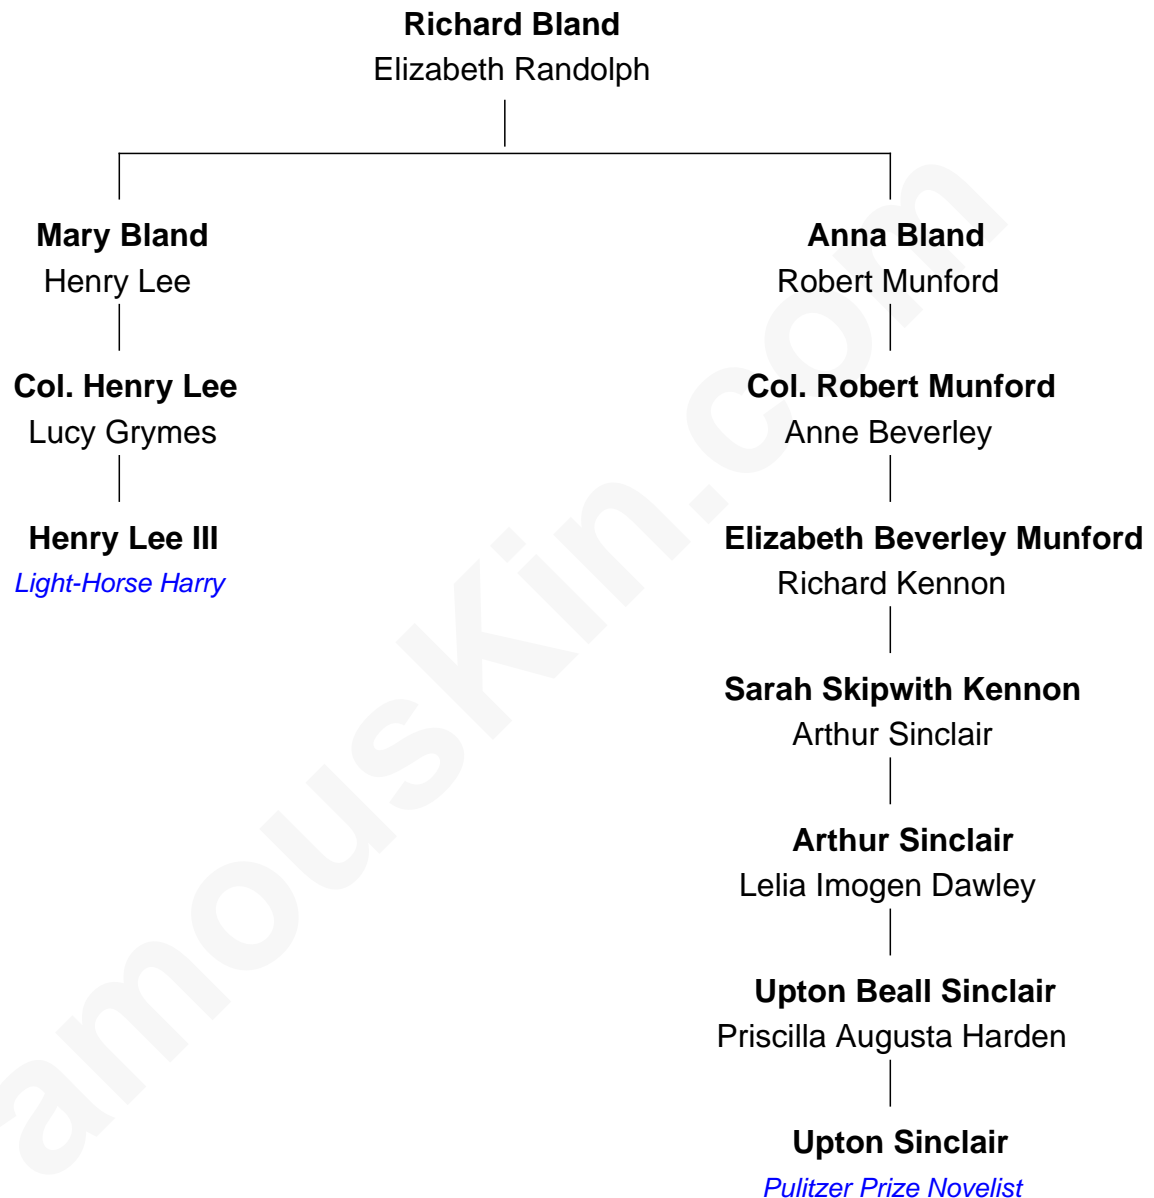 Richard Bland
Elizabeth Randolph
Mary Bland
Henry Lee
Anna Bland
Robert Munford
Col. Henry Lee
Lucy Grymes
Col. Robert Munford
Anne Beverley
Henry Lee III
Light-Horse Harry
Elizabeth Beverley Munford
Richard Kennon
Sarah Skipwith Kennon
Arthur Sinclair
Arthur Sinclair
Lelia Imogen Dawley
Upton Beall Sinclair
Priscilla Augusta Harden
Upton Sinclair
Pulitzer Prize Novelist
amousKin.com